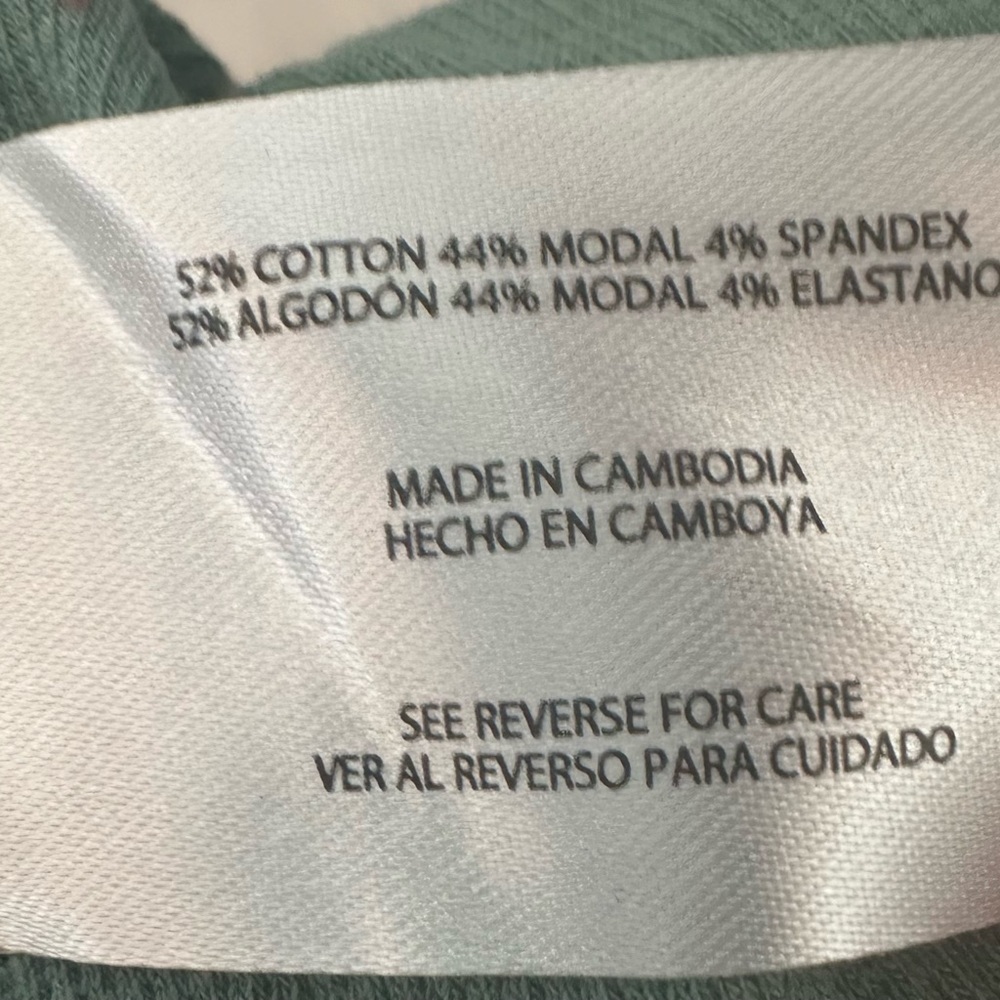 52% COTTON 44% MODAL 4% SPANDEX
52% ALGODÓN 44% MODAL 4% ELASTANO
MADE IN CAMBODIA
HECHO EN CAMBOYA
SEE REVERSE FOR CARE
VER AL REVERSO PARA CUIDADO